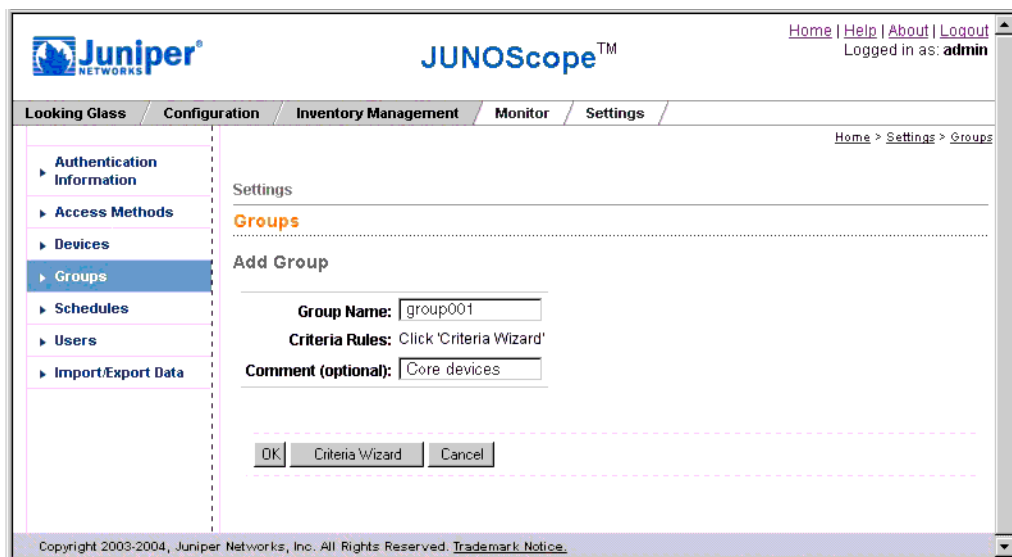 Juniper®
NETWORKS
JUNOScope™
Home | Help | About | Logout
Logged in as: admin
Looking Glass / Configuration / Inventory Management / Monitor / Settings /
Home > Settings > Groups
Authentication
Information
Access Methods
Devices
Groups
Schedules
Users
Import/Export Data
Settings
Groups
Add Group
Group Name: group001
Criteria Rules: Click 'Criteria Wizard'
Comment (optional): Core devices
OK Criteria Wizard Cancel
Copyright 2003-2004, Juniper Networks, Inc. All Rights Reserved. Trademark Notice.